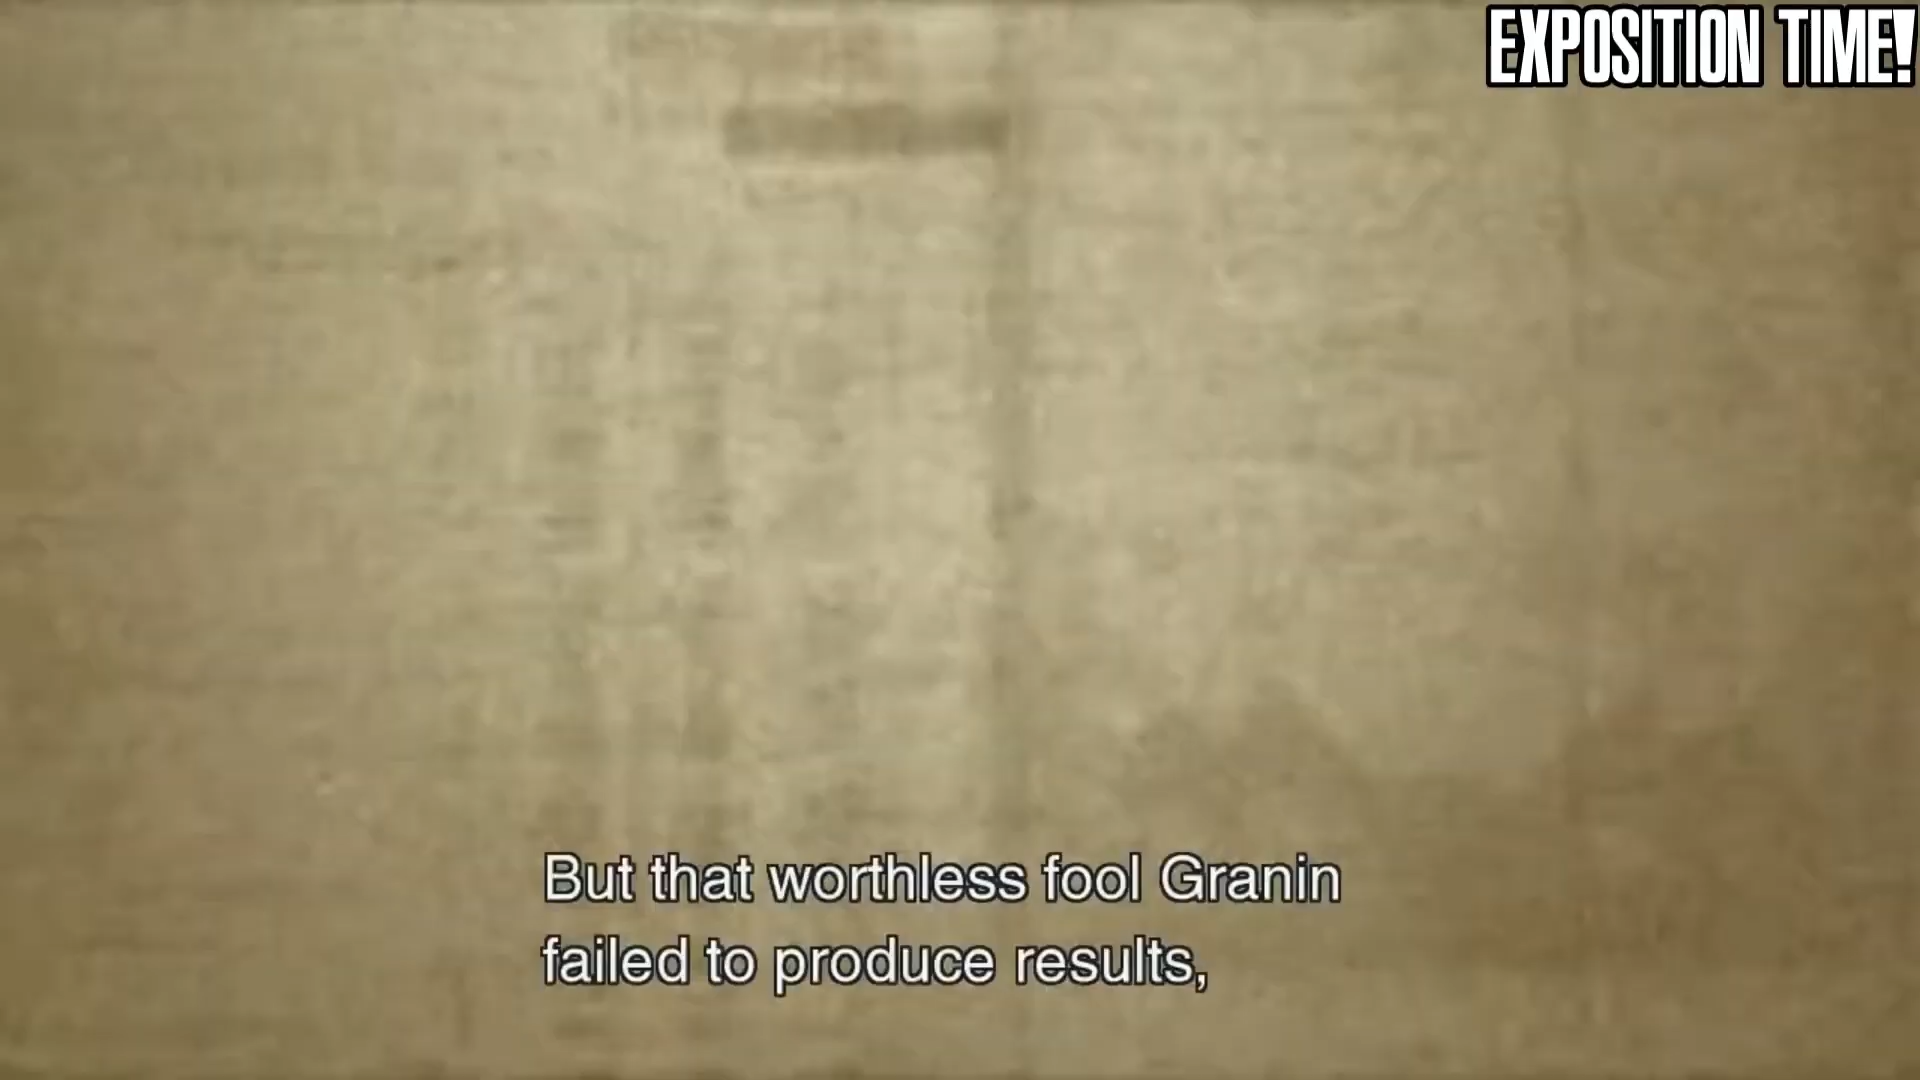 EXPOSITION TIME!
But that worthless fool Granin
failed to produce results,